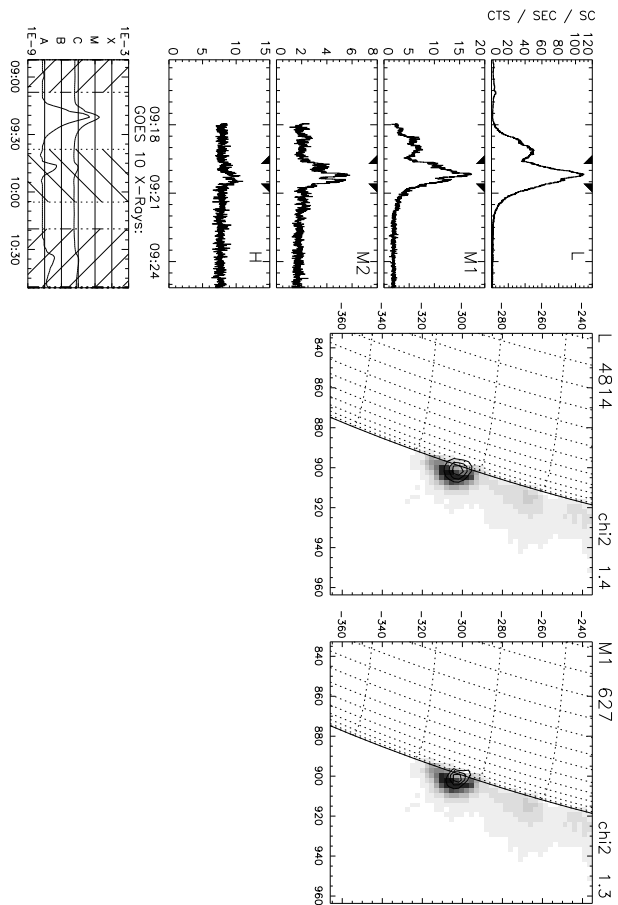 CTS / SEC / SC
120
100
80
60
40
20
0
L
20
15
10
5
0
M1
8
6
4
2
0
M2
15
10
5
0
H
09:18 09:21 09:24
GOES 10 X-Rays:
1E-3
X
M
C
B
A
1E-9
09:00 09:30 10:00 10:30
L 4814 chi2 1.4
-240
-260
-280
-300
-320
-340
-360
840 860 880 900 920 940 960
M1 627 chi2 1.3
-240
-260
-280
-300
-320
-340
-360
840 860 880 900 920 940 960